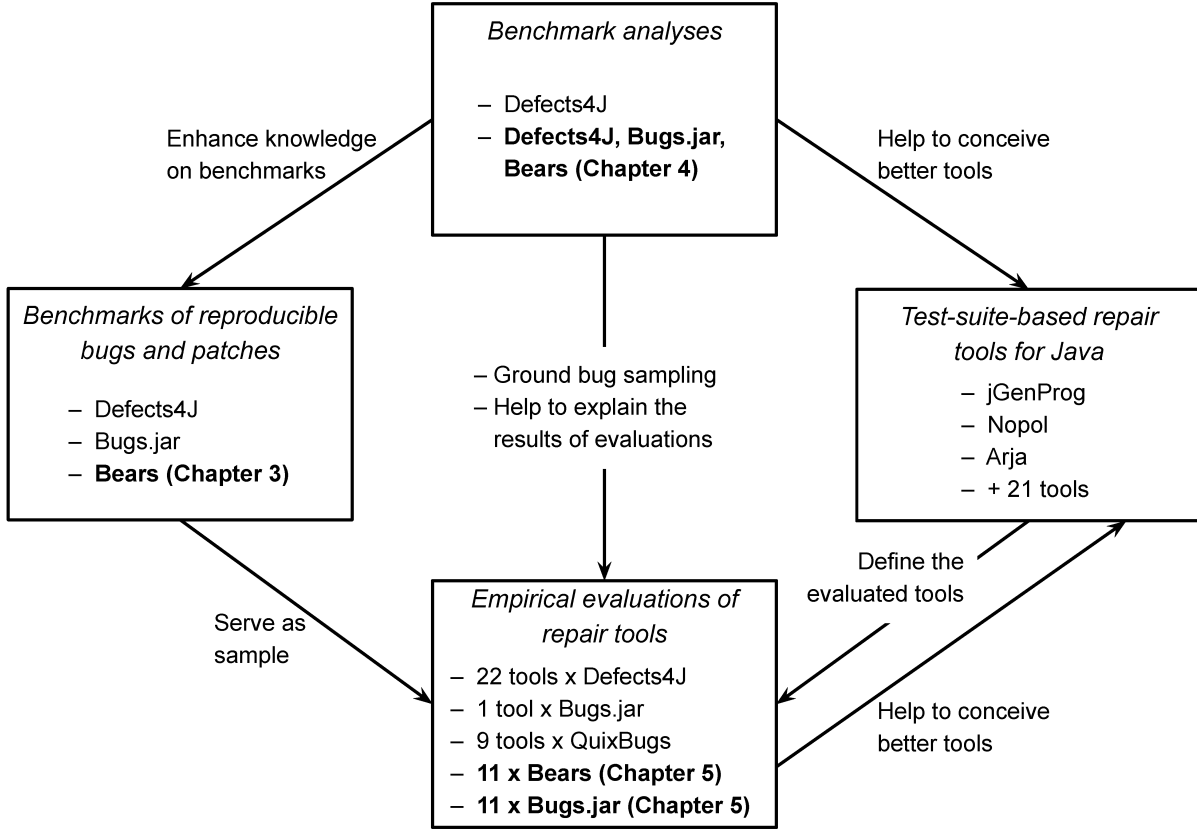 Benchmark analyses
– Defects4J
– Defects4J, Bugs.jar,
Bears (Chapter 4)
Enhance knowledge
on benchmarks
Help to conceive
better tools
Benchmarks of reproducible
bugs and patches
– Defects4J
– Bugs.jar
– Bears (Chapter 3)
– Ground bug sampling
– Help to explain the
results of evaluations
Test-suite-based repair
tools for Java
– jGenProg
– Nopol
– Arja
– + 21 tools
Serve as
sample
Define the
evaluated tools
Empirical evaluations of
repair tools
– 22 tools x Defects4J
– 1 tool x Bugs.jar
– 9 tools x QuixBugs
– 11 x Bears (Chapter 5)
– 11 x Bugs.jar (Chapter 5)
Help to conceive
better tools